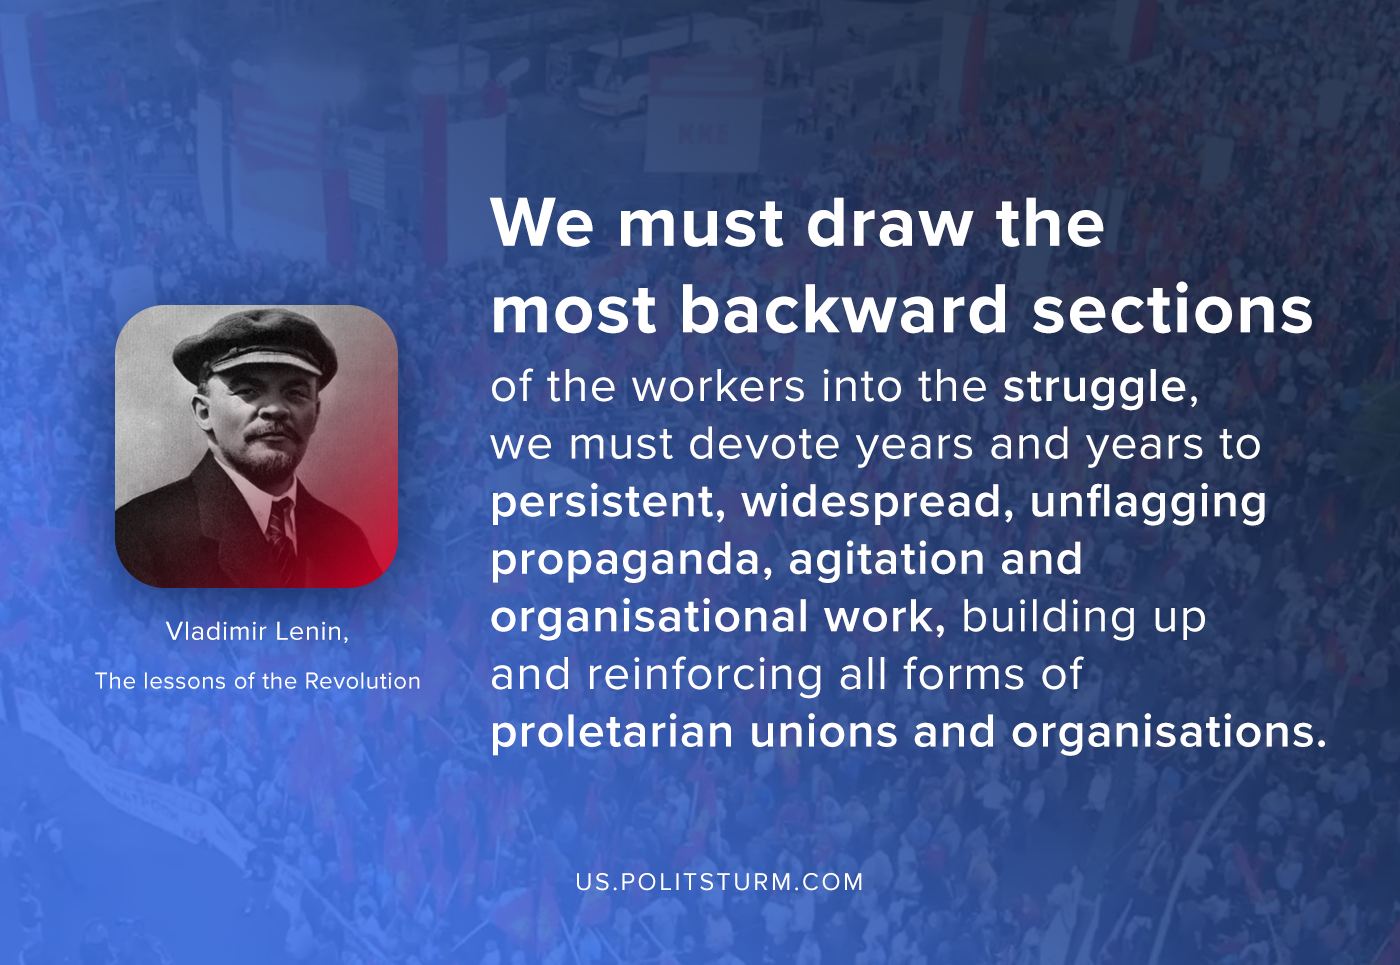 KKE
We must draw the
most backward sections
of the workers into the struggle,
we must devote years and years to
persistent, widespread, unflagging
propaganda, agitation and
organisational work, building up
and reinforcing all forms of
proletarian unions and organisations.
Vladimir Lenin,
The lessons of the Revolution
US.POLITSTURM.COM